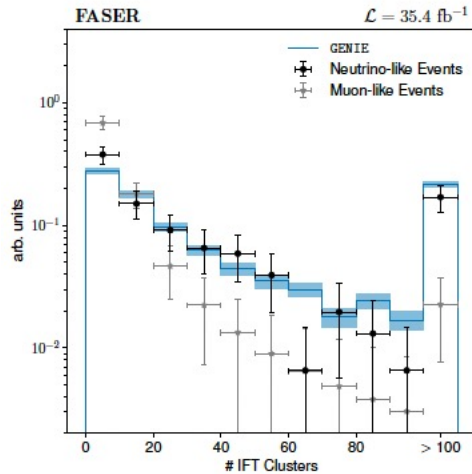 FASER
ℒ = 35.4 fb⁻¹
GENIE
Neutrino-like Events
Muon-like Events
arb. units
10⁰
10⁻¹
10⁻²
0 20 40 60 80 > 100
# IFT Clusters